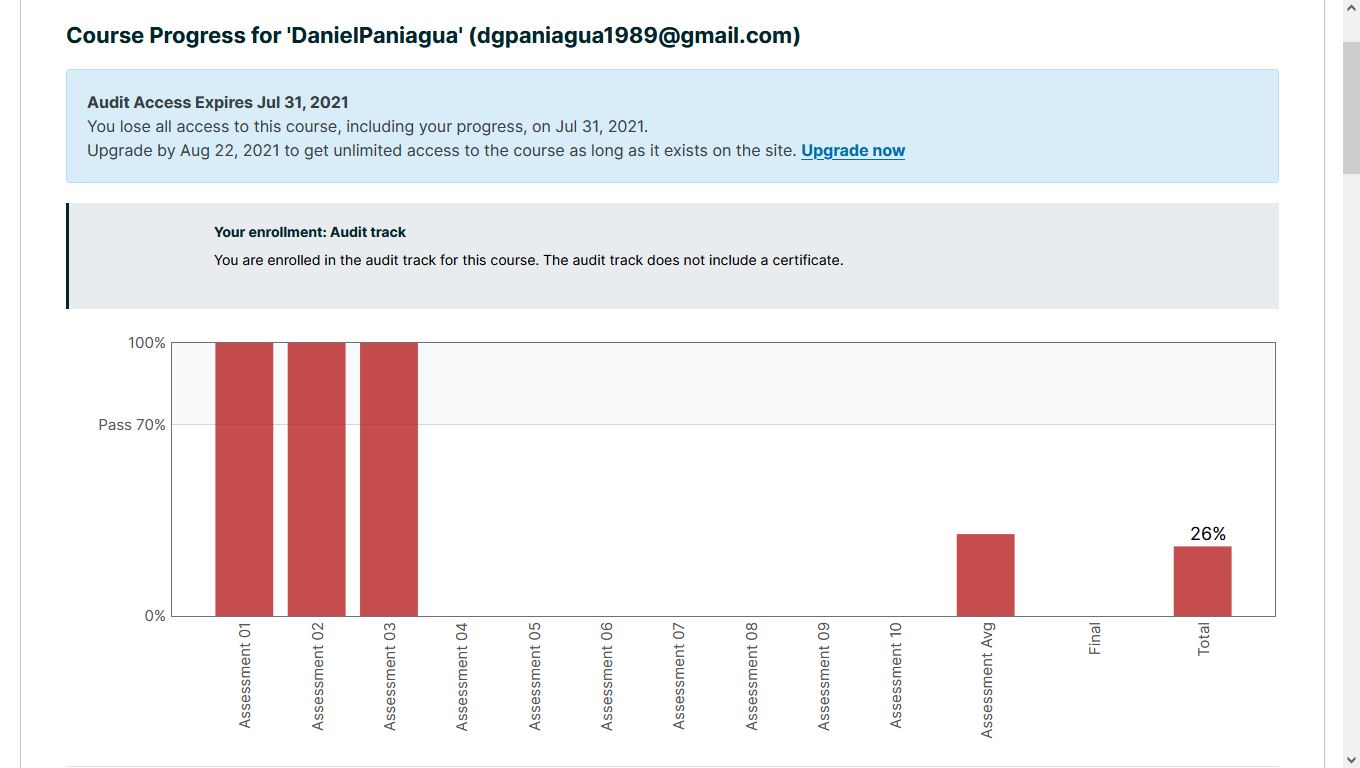 Course Progress for 'DanielPaniagua' (dgpaniagua1989@gmail.com)
Audit Access Expires Jul 31, 2021
You lose all access to this course, including your progress, on Jul 31, 2021.
Upgrade by Aug 22, 2021 to get unlimited access to the course as long as it exists on the site. Upgrade now
Your enrollment: Audit track
You are enrolled in the audit track for this course. The audit track does not include a certificate.
100%
Pass 70%
26%
0%
Assessment 01
Assessment 02
Assessment 03
Assessment 04
Assessment 05
Assessment 06
Assessment 07
Assessment 08
Assessment 09
Assessment 10
Assessment Avg
Final
Total